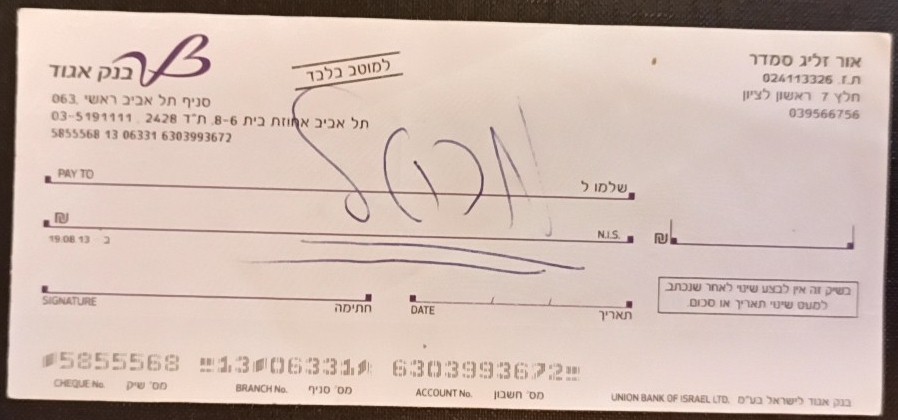 בנק אגוד
סניף תל אביב ראשי .063
תל אביב אחוזת בית 8-6, ת"ד 2428 . 03-5191111
5855568 13 06331 6303993672
למוטב בלבד
אור זליג סמדר
ת.ז. 024113326
חלץ 7 ראשון לציון
039566756
PAY TO שלמו ל
₪ N.I.S. ₪
19.08.13 ב
בשיק זה אין לבצע שינוי לאחר שנכתב,
למעט שינוי תאריך או סכום
SIGNATURE חתימה DATE תאריך
5855568 13 06331 6303993672
CHEQUE No. מס' שיק BRANCH No. מס' סניף ACCOUNT No. מס' חשבון
UNION BANK OF ISRAEL LTD. בנק אגוד לישראל בע"מ